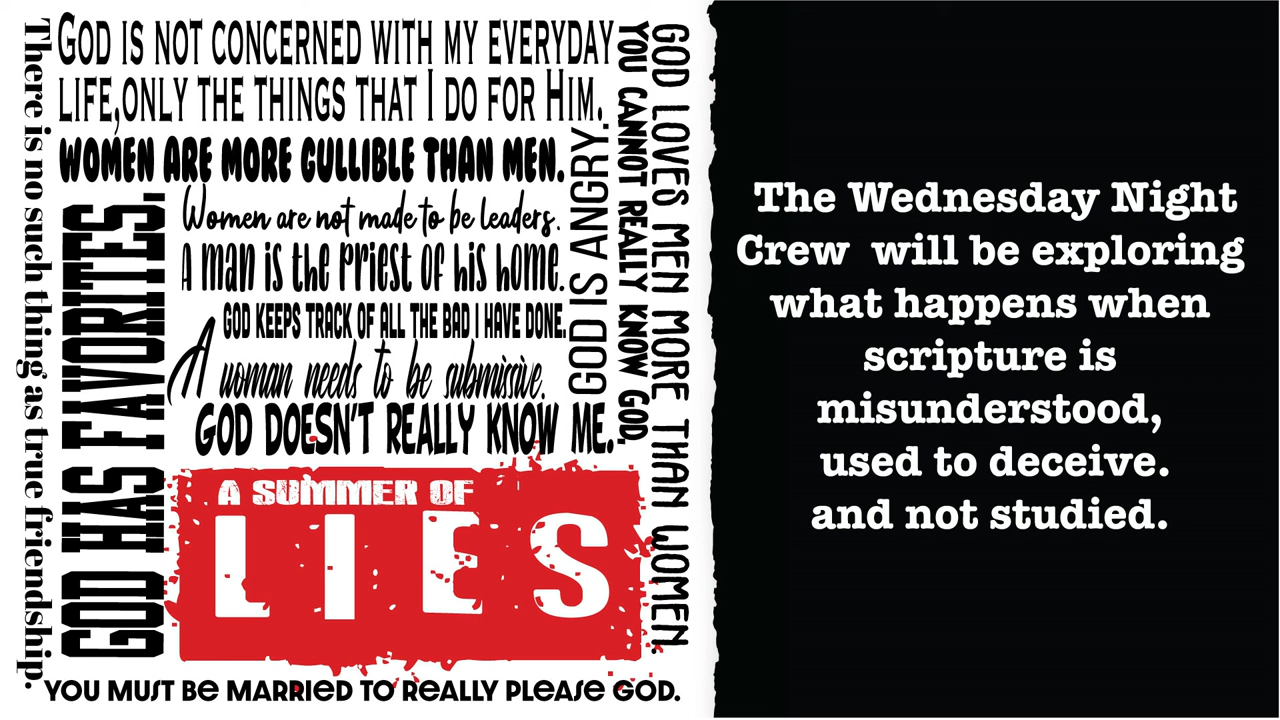 There is no such thing as true friendship.
GOD IS NOT CONCERNED WITH MY EVERYDAY
LIFE,ONLY THE THINGS THAT I DO FOR HIM.
WOMEN ARE MORE GULLIBLE THAN MEN.
GOD HAS FAVORITES.
Women are not made to be leaders.
A man is the priest of his home.
GOD KEEPS TRACK OF ALL THE BAD I HAVE DONE.
A woman needs to be submissive.
GOD DOESN'T REALLY KNOW ME.
GOD IS ANGRY.
YOU CANNOT REALLY KNOW GOD.
GOD LOVES MEN MORE THAN WOMEN.
A SUMMER OF
LIES
YOU MUST BE MARRIED TO REALLY PLEASE GOD.
The Wednesday Night
Crew will be exploring
what happens when
scripture is
misunderstood,
used to deceive.
and not studied.